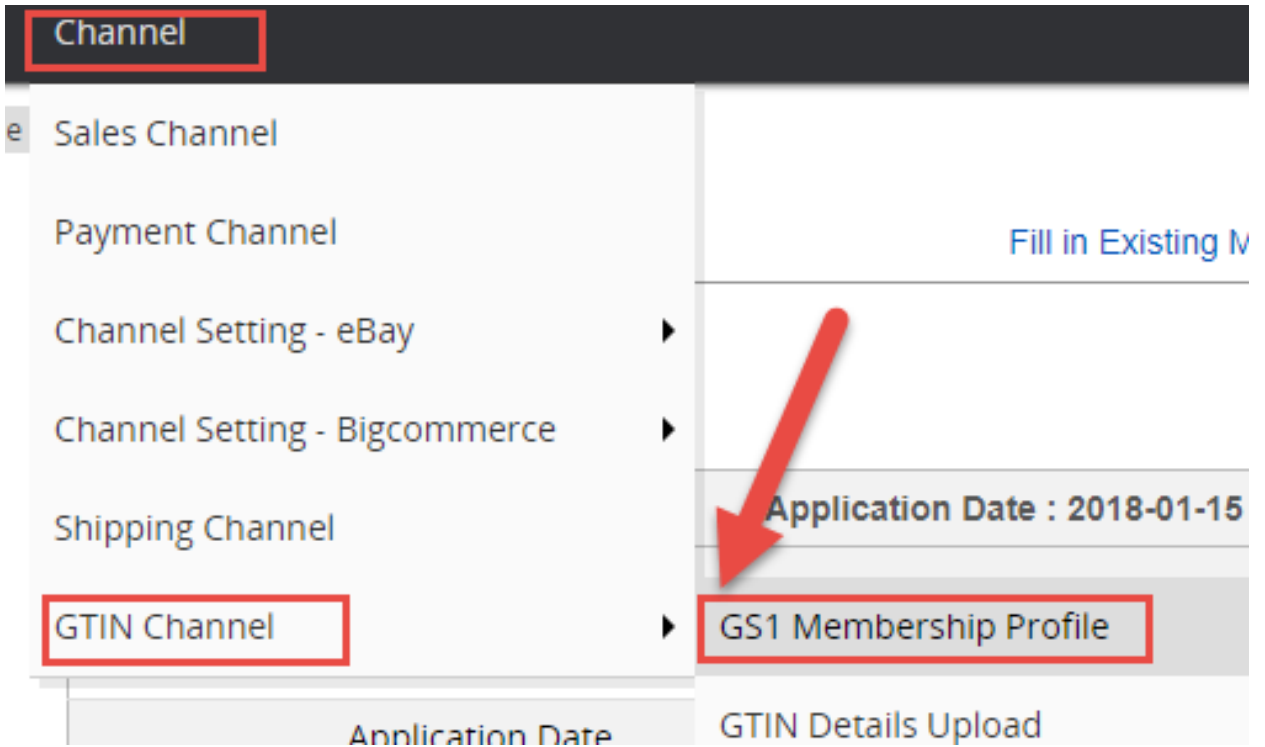 Channel
e
Sales Channel
Payment Channel
Fill in Existing
Channel Setting - eBay
Channel Setting - Bigcommerce
Application Date : 2018-01-15
Shipping Channel
GTIN Channel
GS1 Membership Profile
GTIN Details Upload
Application Date